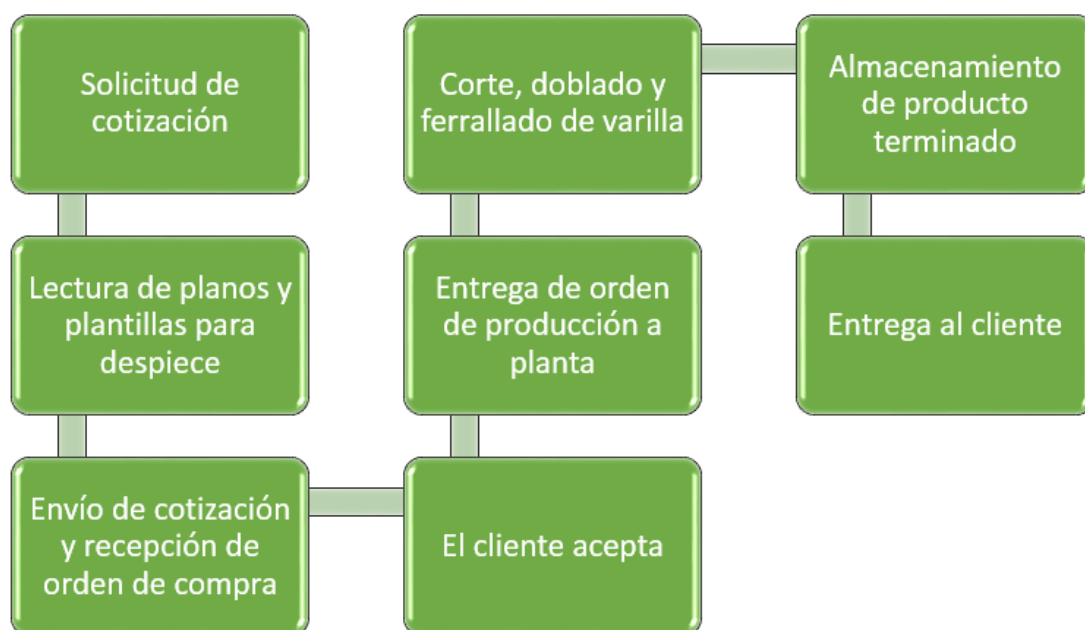 Solicitud de
cotización
Lectura de planos y
plantillas para
despiece
Envío de cotización
y recepción de
orden de compra
El cliente acepta
Entrega de orden
de producción a
planta
Corte, doblado y
ferrallado de varilla
Almacenamiento
de producto
terminado
Entrega al cliente